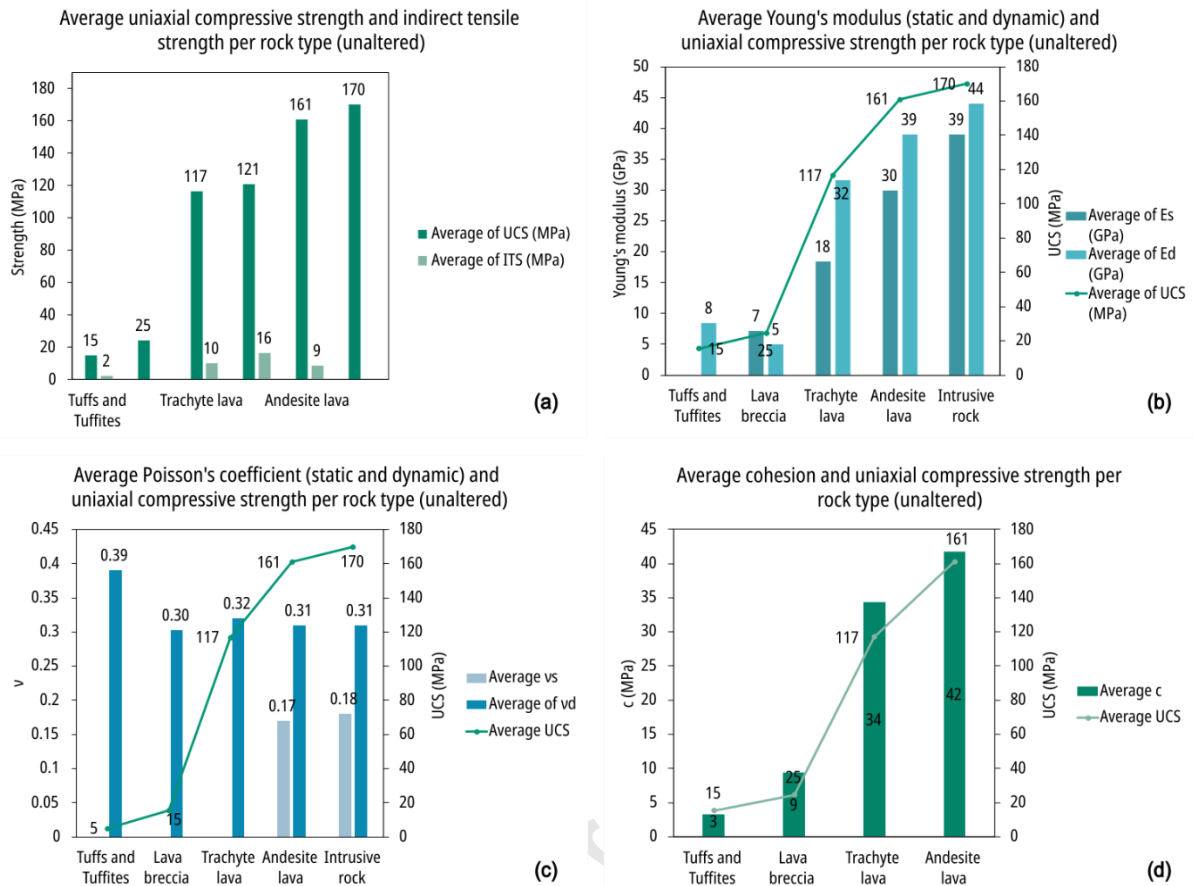 Average uniaxial compressive strength and indirect tensile
strength per rock type (unaltered)
Strength (MPa)
180
160
140
120
100
80
60
40
20
0
15
2
25
117
10
121
16
161
9
170
Tuffs and
Tuffites
Trachyte lava
Andesite lava
Average of UCS (MPa)
Average of ITS (MPa)
(a)
Average Young's modulus (static and dynamic) and
uniaxial compressive strength per rock type (unaltered)
Young's modulus (GPa)
50
45
40
35
30
25
20
15
10
5
0
8
15
7
5
25
117
18
32
161
30
39
170
39
44
180
160
140
120
100
80
60
40
20
0
UCS (MPa)
Tuffs and
Tuffites
Lava
breccia
Trachyte
lava
Andesite
lava
Intrusive
rock
Average of Es
(GPa)
Average of Ed
(GPa)
Average of UCS
(MPa)
(b)
Average Poisson's coefficient (static and dynamic) and
uniaxial compressive strength per rock type (unaltered)
ν
0.45
0.4
0.35
0.3
0.25
0.2
0.15
0.1
0.05
0
0.39
5
0.30
15
0.32
117
161
0.31
0.17
170
0.31
0.18
180
160
140
120
100
80
60
40
20
0
UCS (MPa)
Tuffs and
Tuffites
Lava
breccia
Trachyte
lava
Andesite
lava
Intrusive
rock
Average vs
Average of vd
Average UCS
(c)
Average cohesion and uniaxial compressive strength per
rock type (unaltered)
c (MPa)
45
40
35
30
25
20
15
10
5
0
15
3
25
9
117
34
161
42
180
160
140
120
100
80
60
40
20
0
UCS (MPa)
Tuffs and
Tuffites
Lava
breccia
Trachyte
lava
Andesite
lava
Average c
Average UCS
(d)